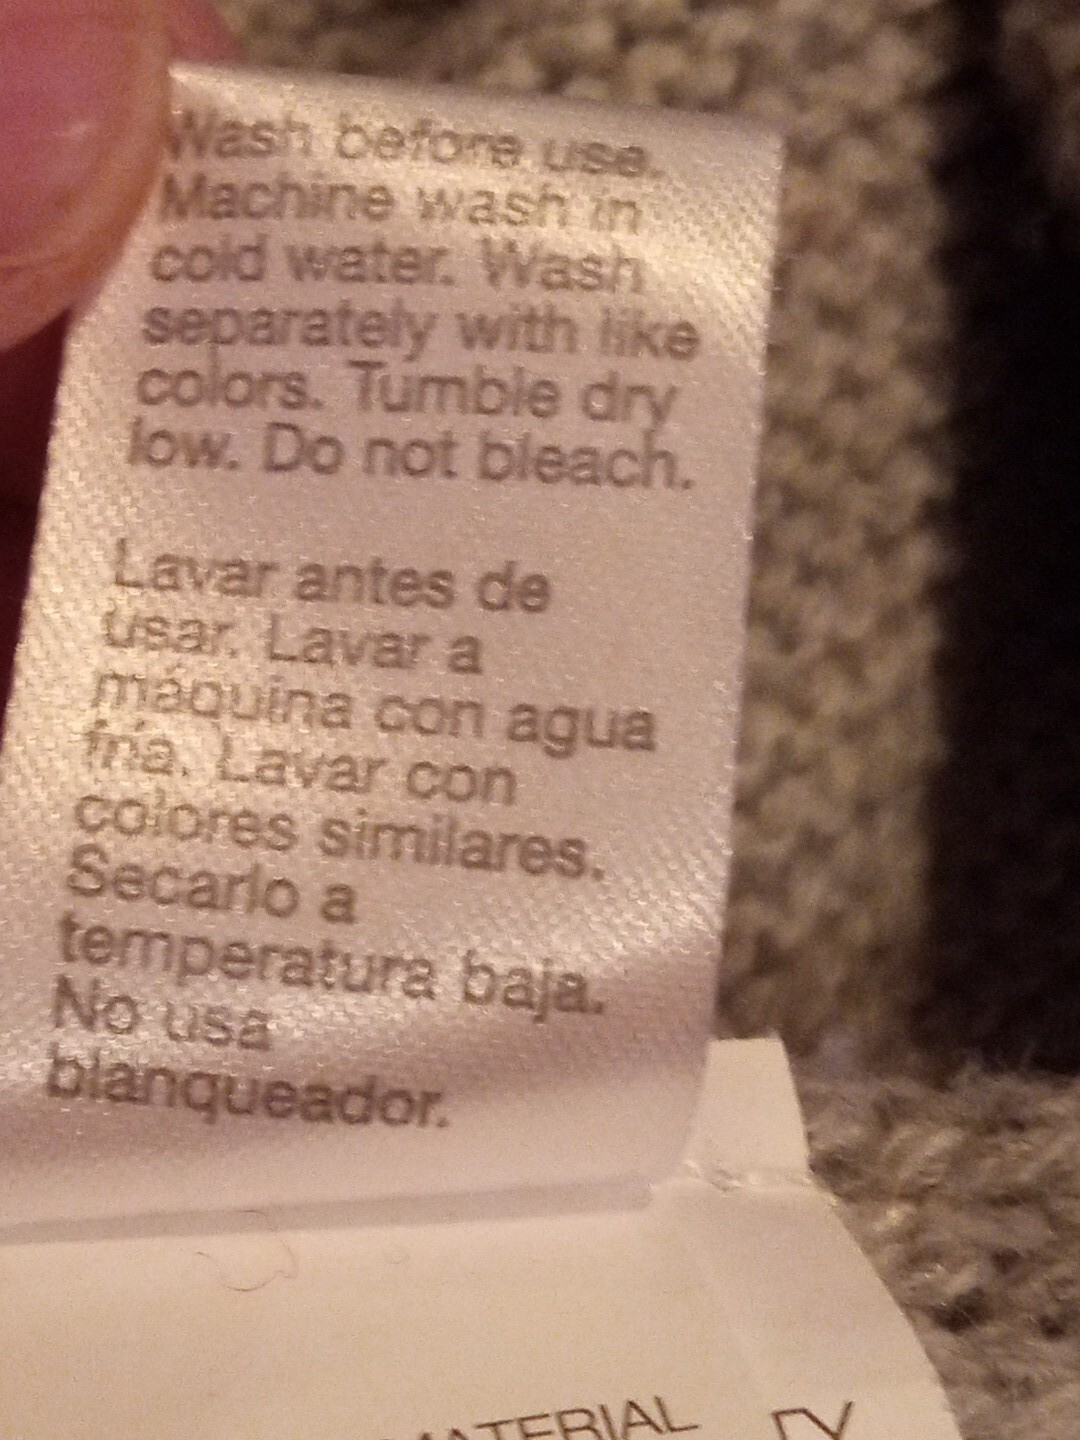 Wash before use.
Machine wash in
cold water. Wash
separately with like
colors. Tumble dry
low. Do not bleach.
Lavar antes de
usar. Lavar a
máquina con agua
fría. Lavar con
colores similares.
Secarlo a
temperatura baja.
No usa
blanqueador.
MATERIAL